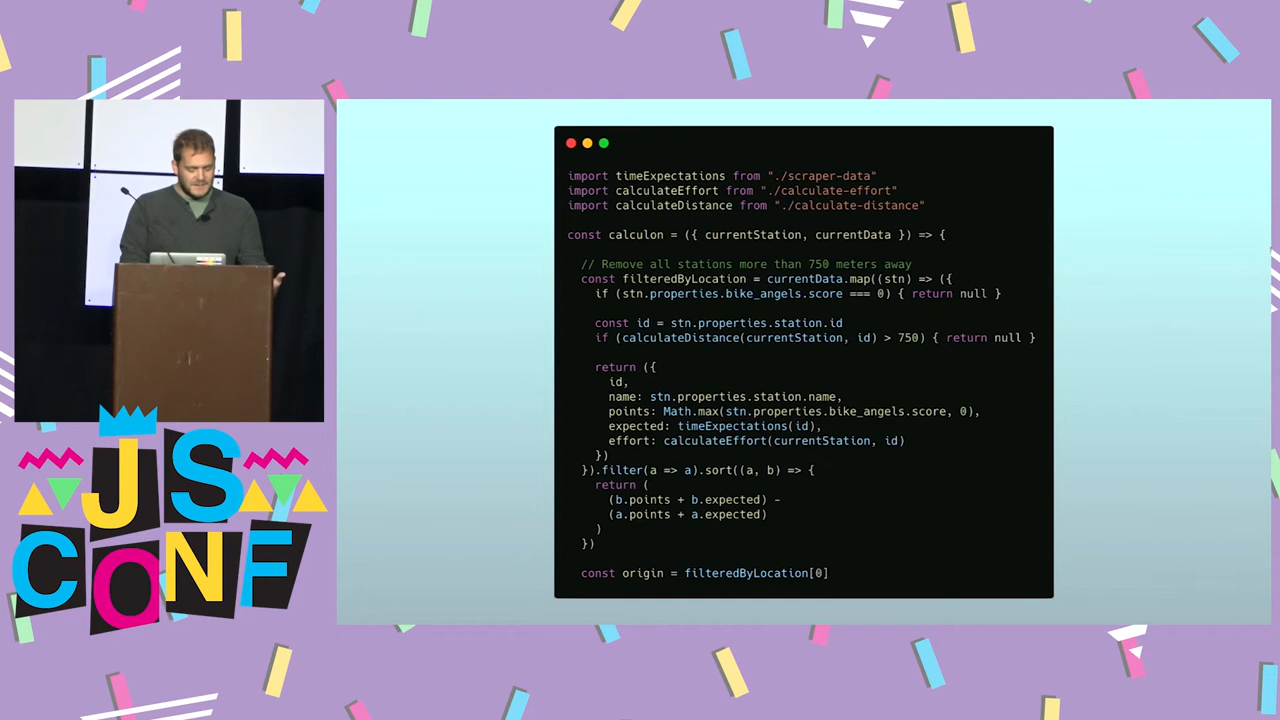 import timeExpectations from "./scraper-data"
import calculateEffort from "./calculate-effort"
import calculateDistance from "./calculate-distance"
const calculon = ({ currentStation, currentData }) => {
// Remove all stations more than 750 meters away
const filteredByLocation = currentData.map((stn) => ({
if (stn.properties.bike_angels.score === 0) { return null }
const id = stn.properties.station.id
if (calculateDistance(currentStation, id) > 750) { return null }
return ({
id,
name: stn.properties.station.name,
points: Math.max(stn.properties.bike_angels.score, 0),
expected: timeExpectations(id),
effort: calculateEffort(currentStation, id)
})
}).filter(a => a).sort((a, b) => {
return (
(b.points + b.expected) -
(a.points + a.expected)
)
})
const origin = filteredByLocation[0]
JS
CONF